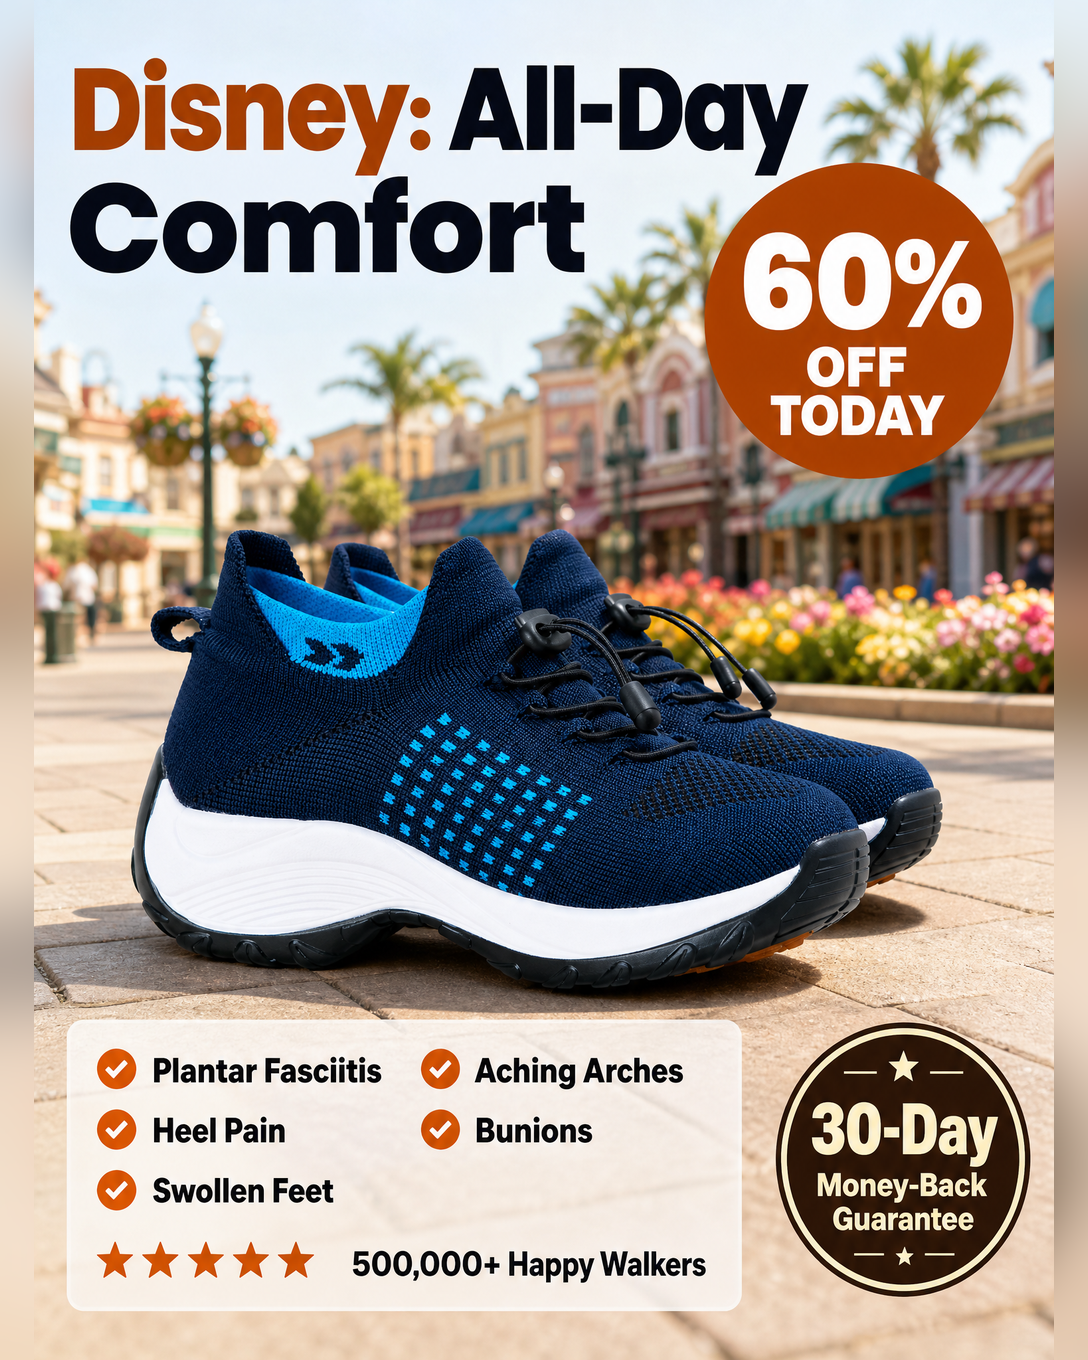 Disney: All-Day
Comfort
60%
OFF
TODAY
Plantar Fasciitis
Aching Arches
Heel Pain
Bunions
Swollen Feet
500,000+ Happy Walkers
30-Day
Money-Back
Guarantee